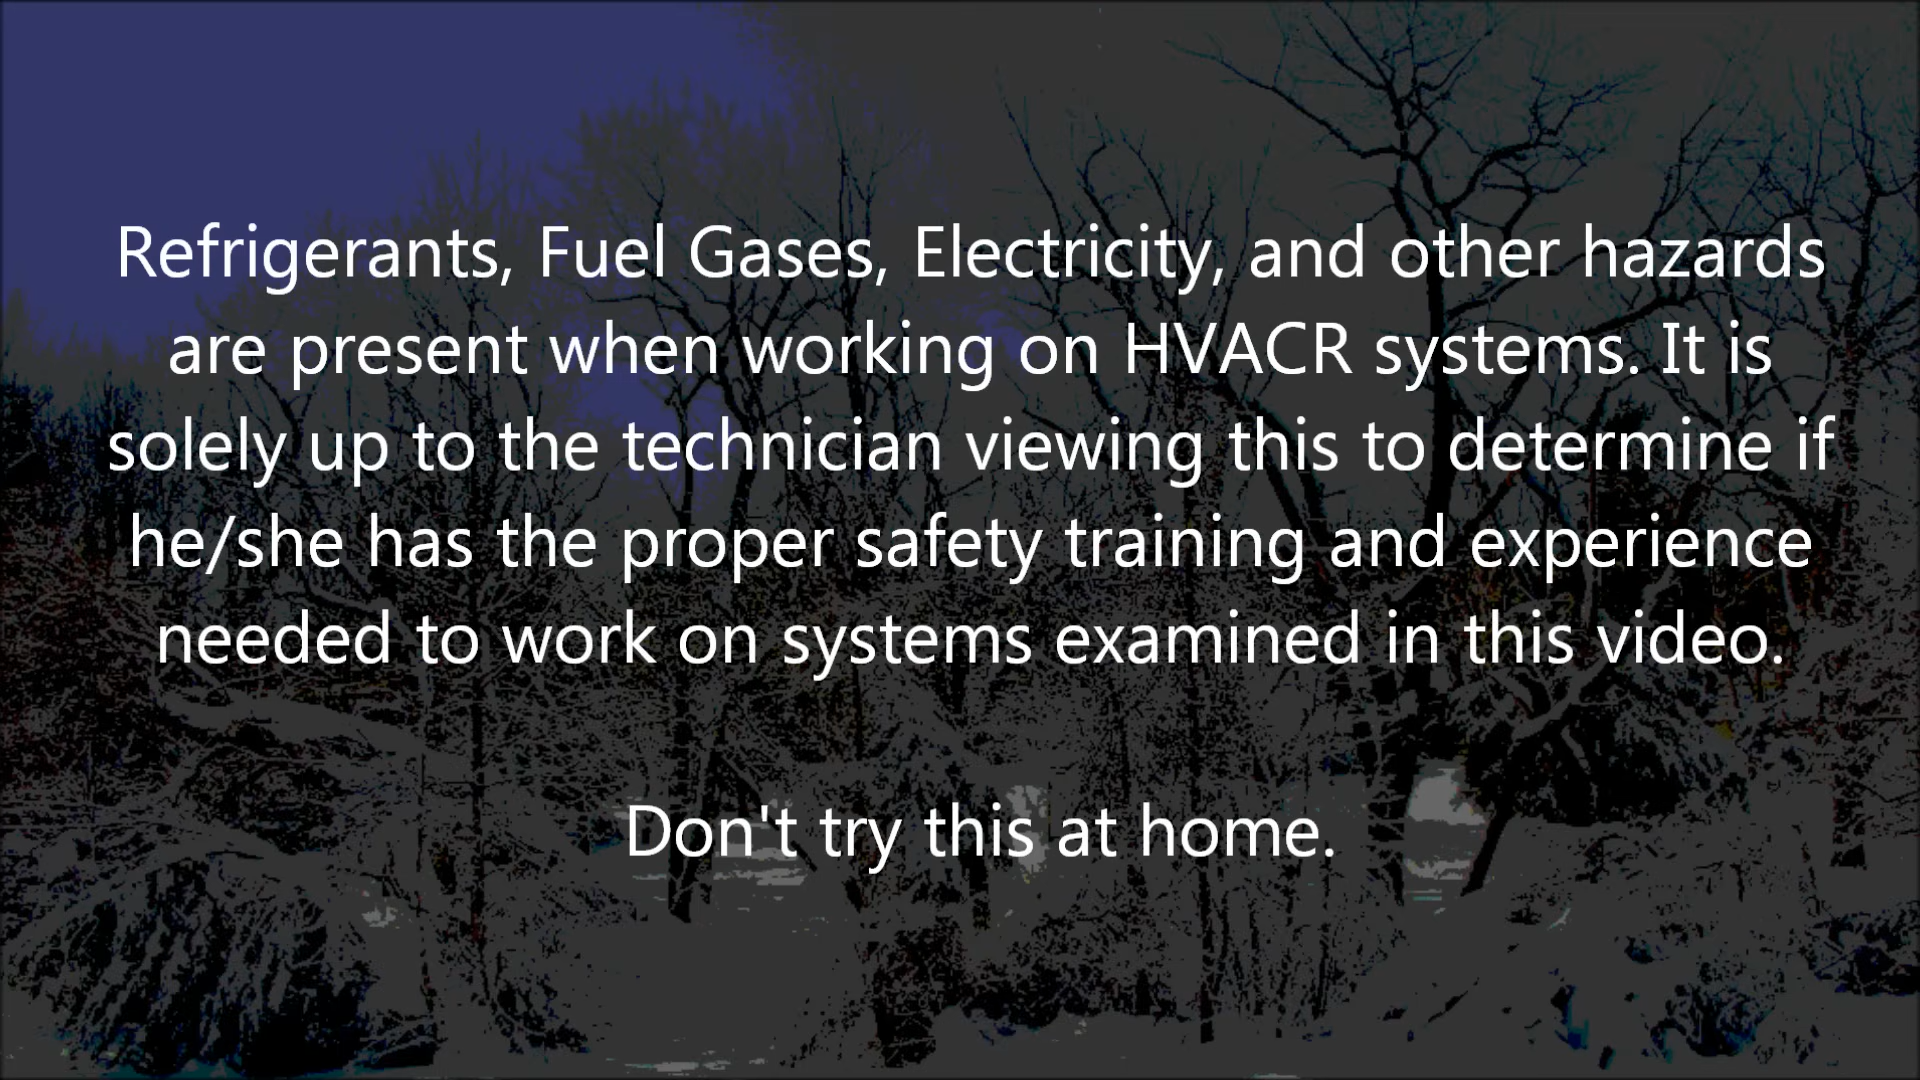 Refrigerants, Fuel Gases, Electricity, and other hazards
are present when working on HVACR systems. It is
solely up to the technician viewing this to determine if
he/she has the proper safety training and experience
needed to work on systems examined in this video.
Don't try this at home.